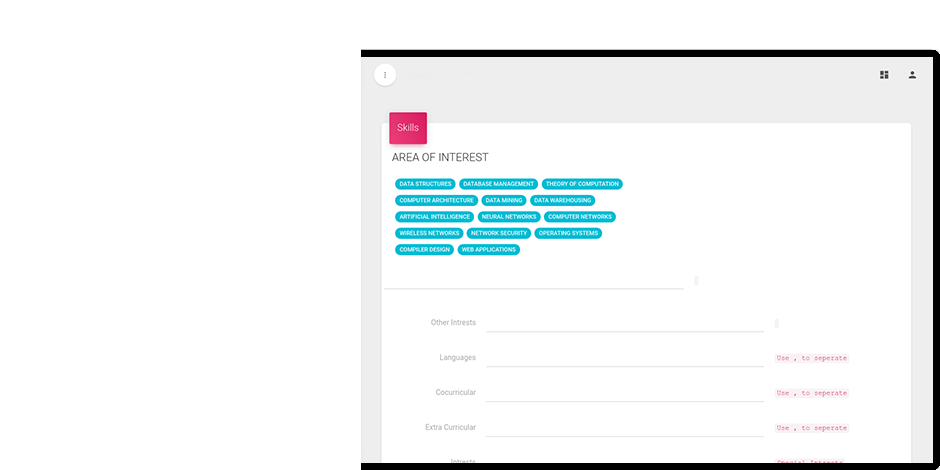 Skills
AREA OF INTEREST
DATA STRUCTURES DATABASE MANAGEMENT THEORY OF COMPUTATION
COMPUTER ARCHITECTURE DATA MINING DATA WAREHOUSING
ARTIFICIAL INTELLIGENCE NEURAL NETWORKS COMPUTER NETWORKS
WIRELESS NETWORKS NETWORK SECURITY OPERATING SYSTEMS
COMPILER DESIGN WEB APPLICATIONS
Other Intrests
Languages Use , to seperate
Cocurricular Use , to seperate
Extra Curricular Use , to seperate
Intrests Special Intrests